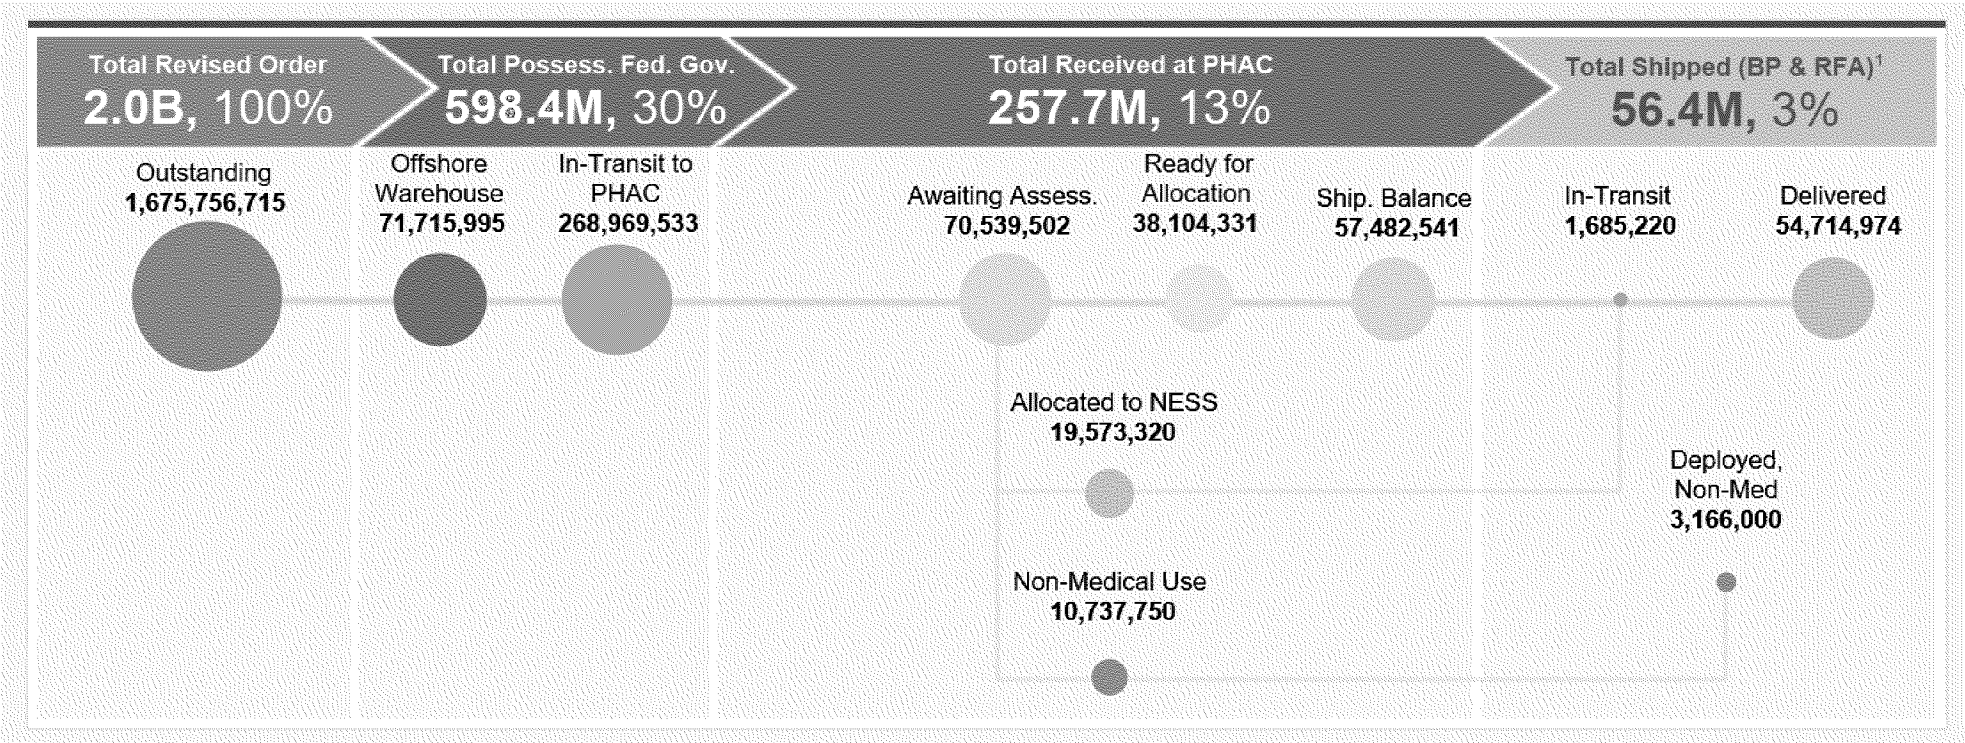 Total Revised Order
2.0B, 100%
Total Possess. Fed. Gov.
598.4M, 30%
Total Received at PHAC
257.7M, 13%
Total Shipped (BP & RFA)¹
56.4M, 3%
Outstanding
1,675,756,715
Offshore
Warehouse
71,715,995
In-Transit to
PHAC
268,969,533
Awaiting Assess.
70,539,502
Ready for
Allocation
38,104,331
Ship. Balance
57,482,541
In-Transit
1,685,220
Delivered
54,714,974
Allocated to NESS
19,573,320
Deployed,
Non-Med
3,166,000
Non-Medical Use
10,737,750